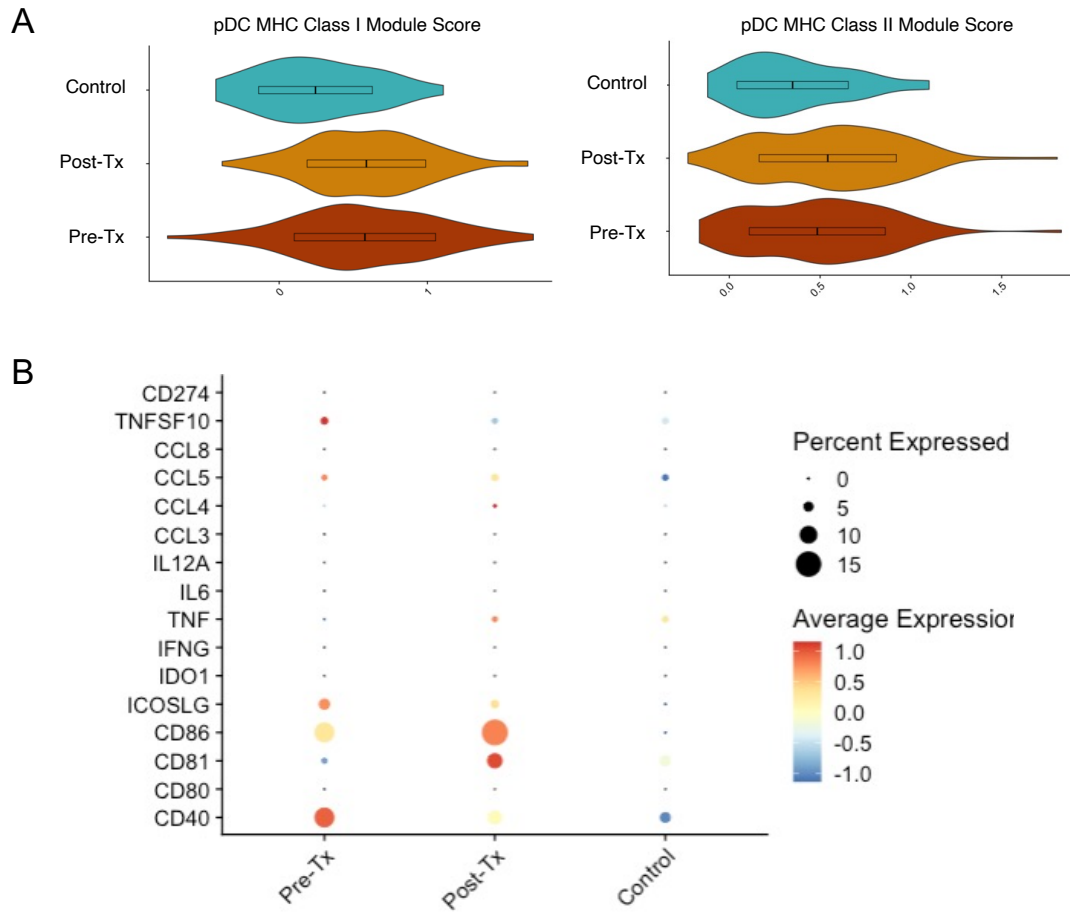 A
pDC MHC Class I Module Score
Control
Post-Tx
Pre-Tx
0
1
pDC MHC Class II Module Score
Control
Post-Tx
Pre-Tx
0.0
0.5
1.0
1.5
B
CD274
TNFSF10
CCL8
CCL5
CCL4
CCL3
IL12A
IL6
TNF
IFNG
IDO1
ICOSLG
CD86
CD81
CD80
CD40
Pre-Tx
Post-Tx
Control
Percent Expressed
0
5
10
15
Average Expression
1.0
0.5
0.0
-0.5
-1.0